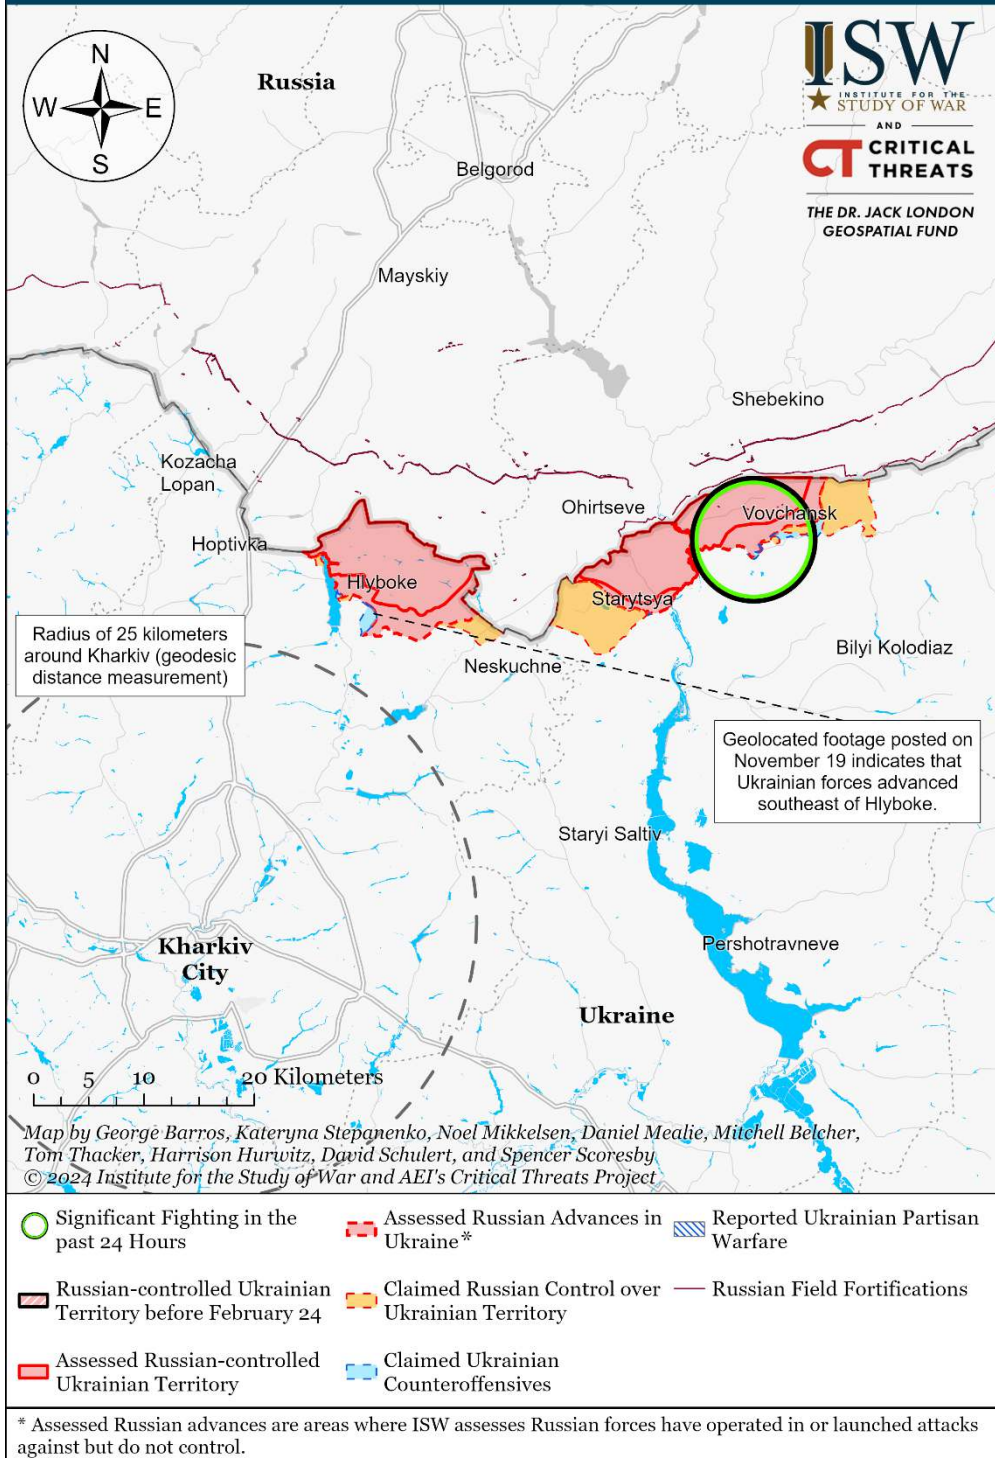 N
W
E
S
Russia
ISW
INSTITUTE FOR THE
STUDY OF WAR
AND
CT CRITICAL
THREATS
THE DR. JACK LONDON
GEOSPATIAL FUND
Belgorod
Mayskiy
Shebekino
Kozacha
Lopan
Ohirtseve
Vovchansk
Hoptivka
Hlyboke
Starytsya
Radius of 25 kilometers
around Kharkiv (geodesic
distance measurement)
Neskuchne
Bilyi Kolodiaz
Geolocated footage posted on
November 19 indicates that
Ukrainian forces advanced
southeast of Hlyboke.
Staryi Saltiv
Kharkiv
City
Pershotravneve
Ukraine
0 5 10 20 Kilometers
Map by George Barros, Kateryna Stepanenko, Noel Mikkelsen, Daniel Mealie, Mitchell Belcher,
Tom Thacker, Harrison Hurwitz, David Schulert, and Spencer Scoresby
© 2024 Institute for the Study of War and AEI's Critical Threats Project
Significant Fighting in the
past 24 Hours
Russian-controlled Ukrainian
Territory before February 24
Assessed Russian-controlled
Ukrainian Territory
Assessed Russian Advances in
Ukraine*
Claimed Russian Control over
Ukrainian Territory
Claimed Ukrainian
Counteroffensives
Reported Ukrainian Partisan
Warfare
Russian Field Fortifications
* Assessed Russian advances are areas where ISW assesses Russian forces have operated in or launched attacks
against but do not control.